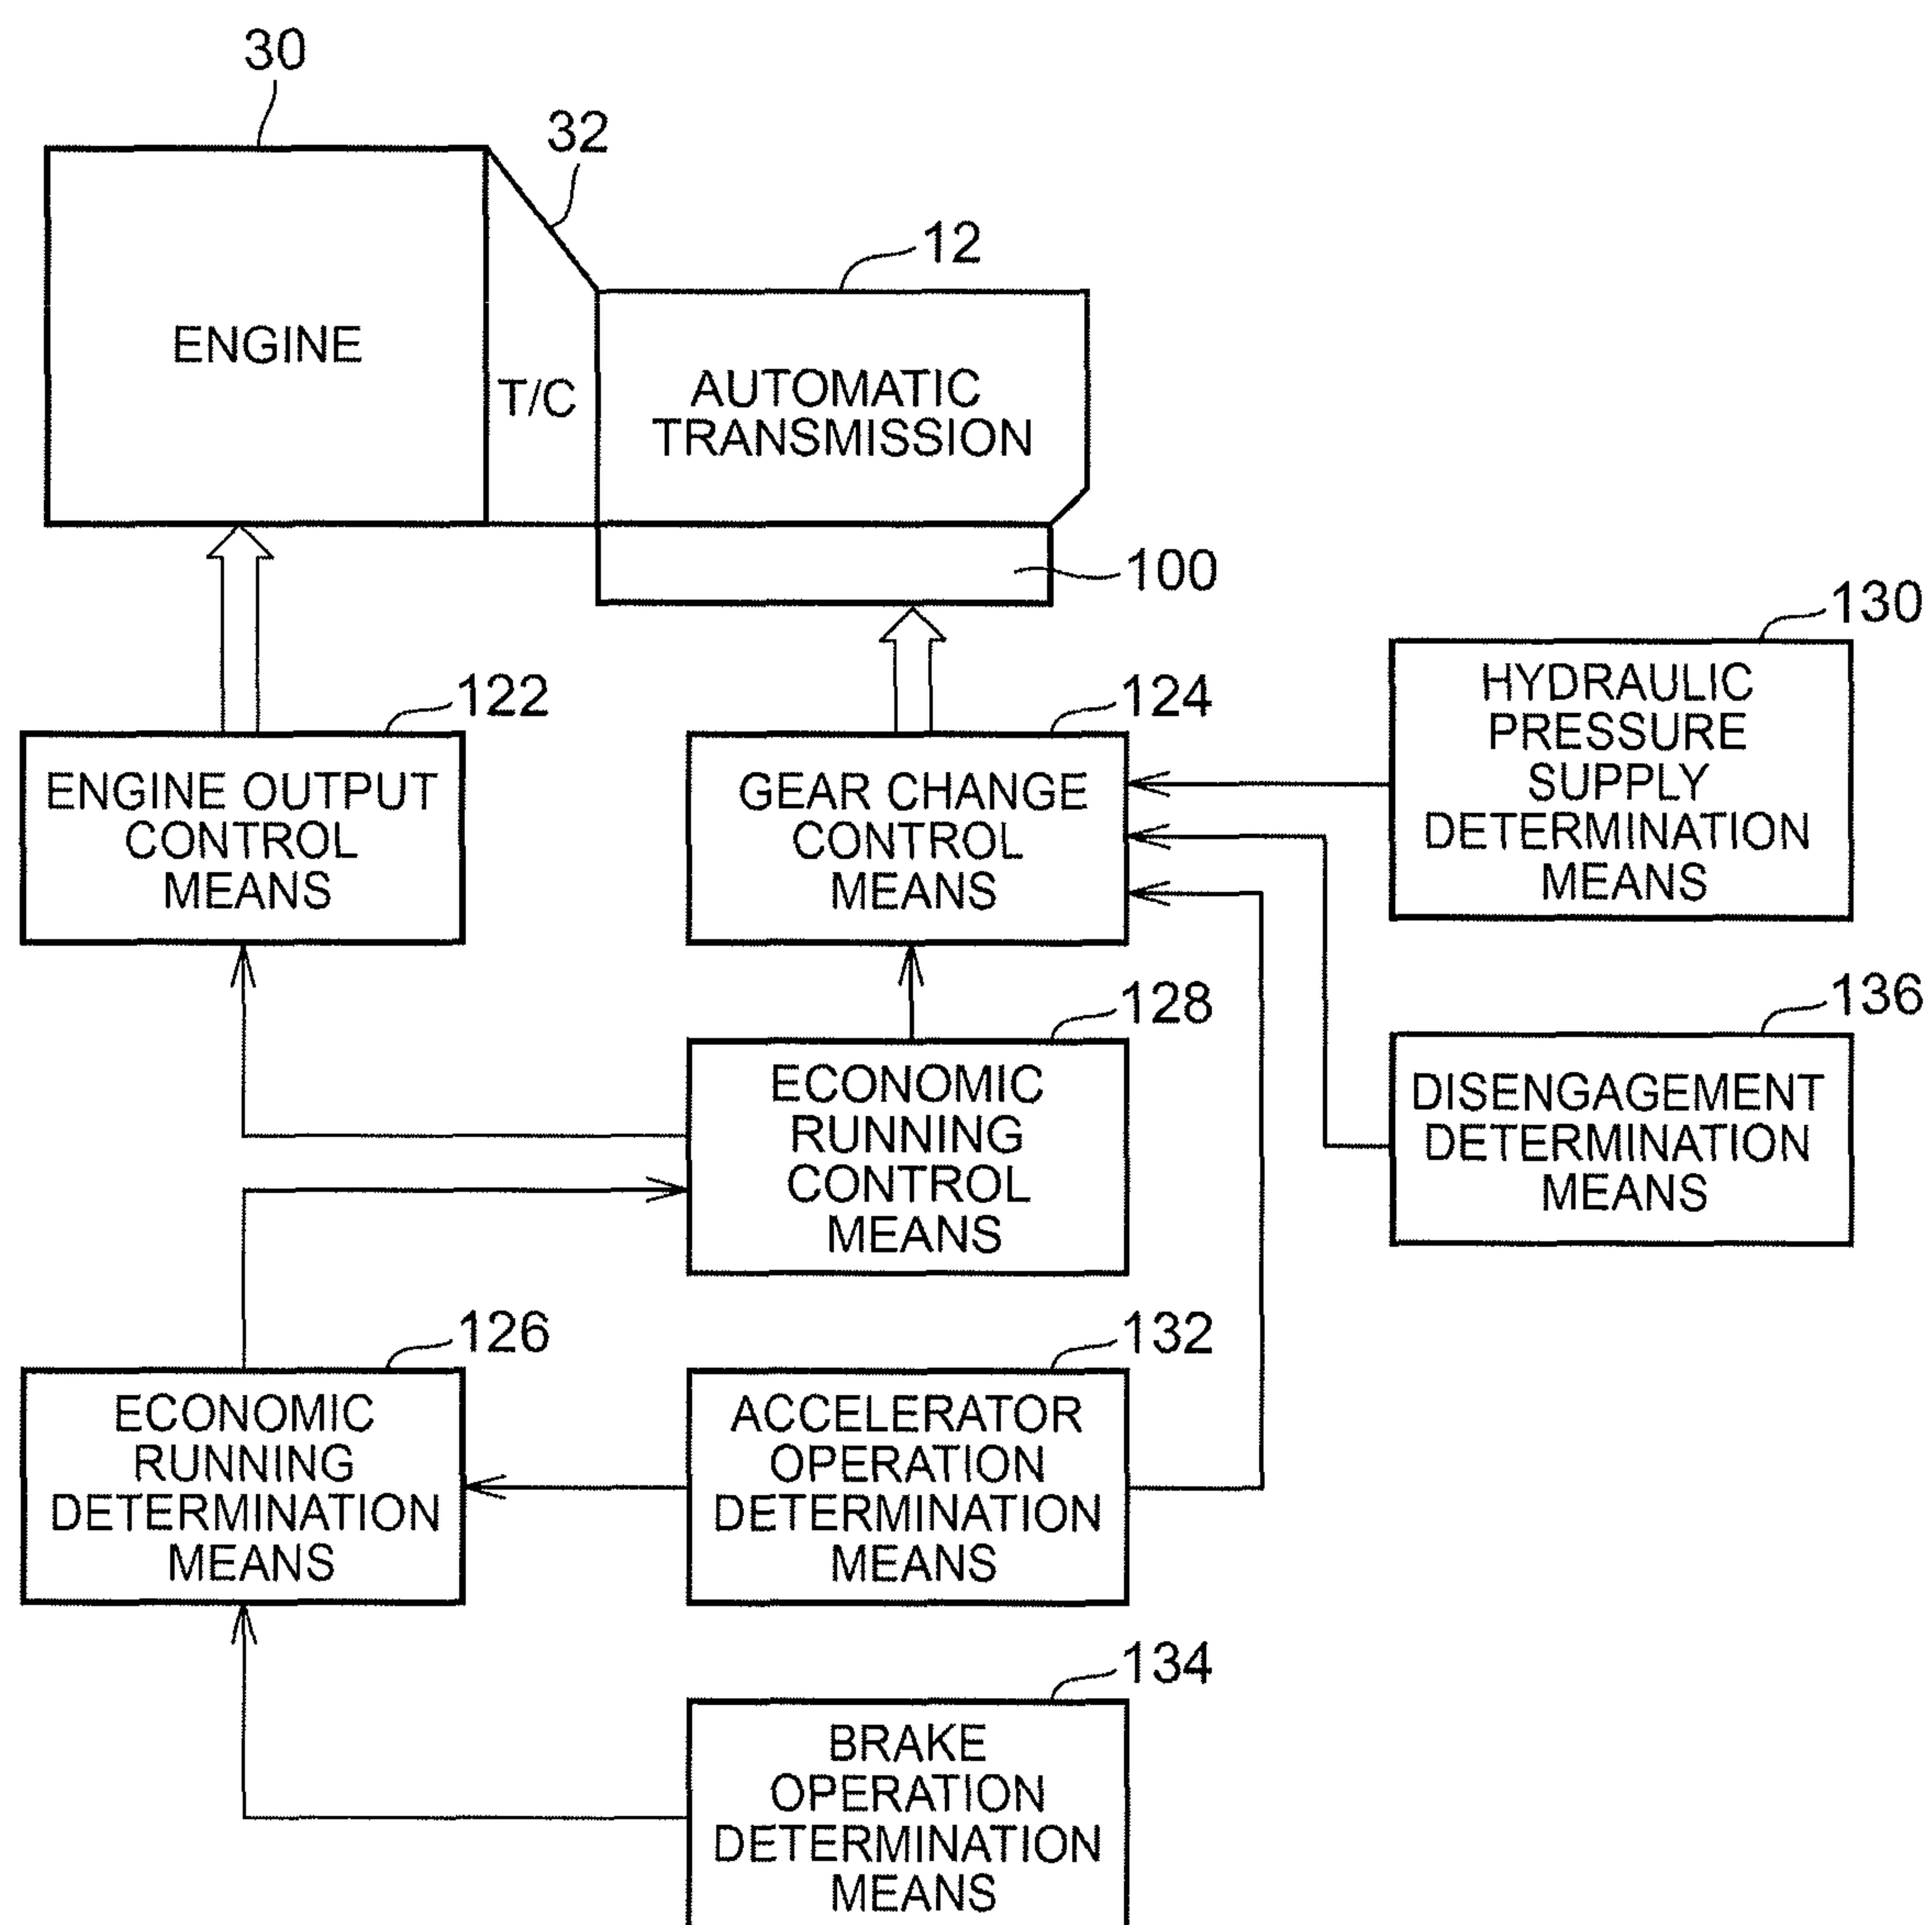 30
32
12
ENGINE
T/C
AUTOMATIC
TRANSMISSION
100
130
HYDRAULIC
PRESSURE
SUPPLY
DETERMINATION
MEANS
122
ENGINE OUTPUT
CONTROL
MEANS
124
GEAR CHANGE
CONTROL
MEANS
136
DISENGAGEMENT
DETERMINATION
MEANS
128
ECONOMIC
RUNNING
CONTROL
MEANS
126
ECONOMIC
RUNNING
DETERMINATION
MEANS
132
ACCELERATOR
OPERATION
DETERMINATION
MEANS
134
BRAKE
OPERATION
DETERMINATION
MEANS